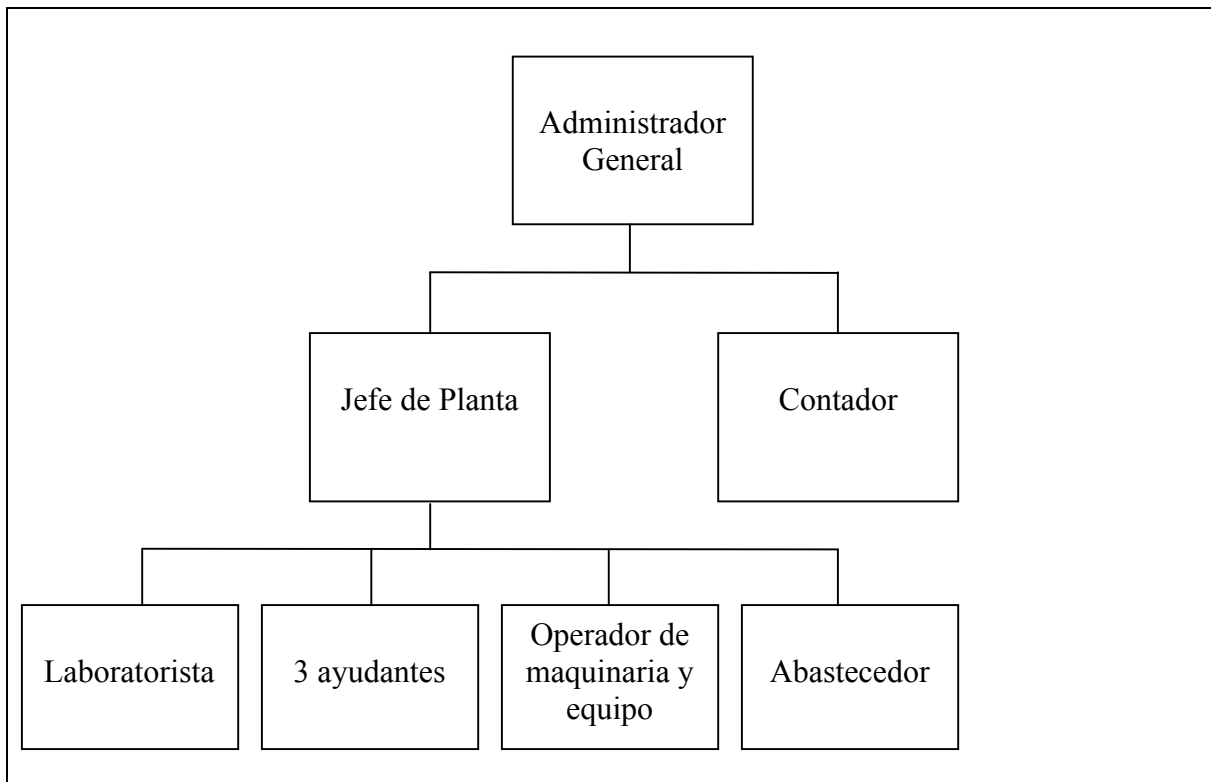 Administrador
General
Jefe de Planta
Contador
Laboratorista
3 ayudantes
Operador de
maquinaria y
equipo
Abastecedor